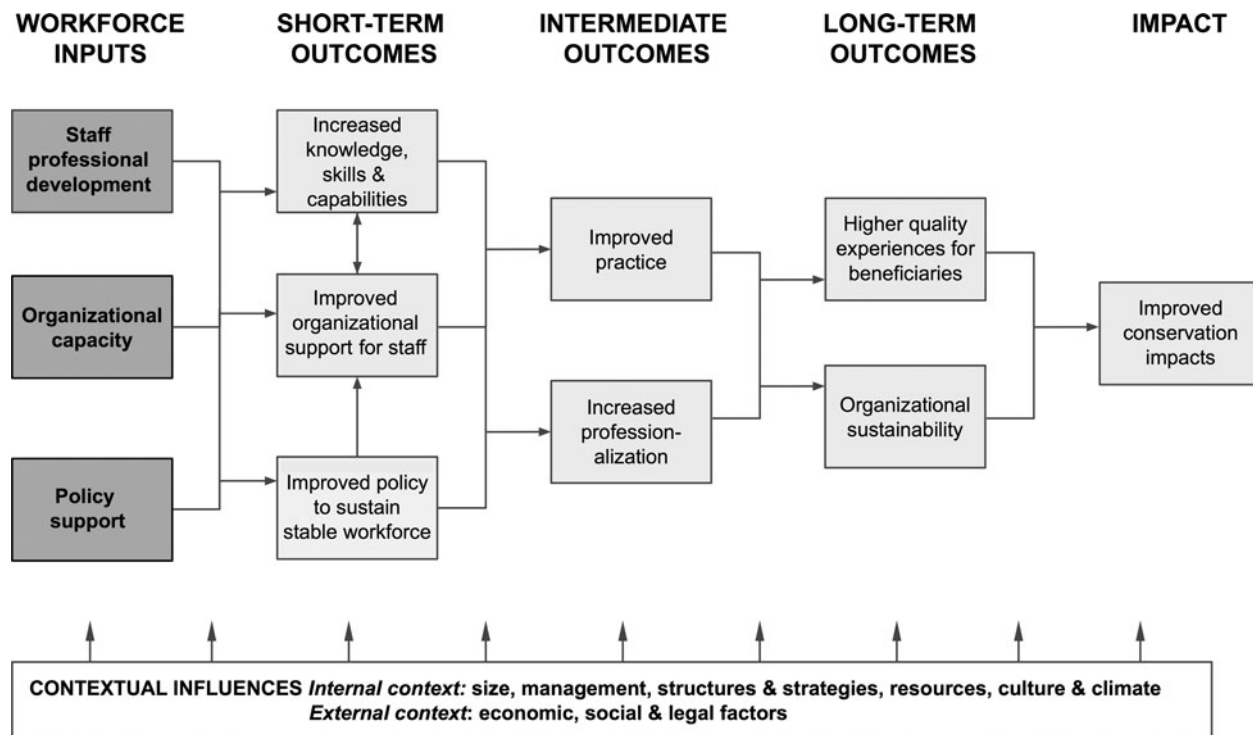 WORKFORCE
INPUTS
SHORT-TERM
OUTCOMES
INTERMEDIATE
OUTCOMES
LONG-TERM
OUTCOMES
IMPACT
Staff
professional
development
Organizational
capacity
Policy
support
Increased
knowledge,
skills &
capabilities
Improved
organizational
support for staff
Improved policy
to sustain
stable workforce
Improved
practice
Increased
profession-
alization
Higher quality
experiences for
beneficiaries
Organizational
sustainability
Improved
conservation
impacts
CONTEXTUAL INFLUENCES Internal context: size, management, structures & strategies, resources, culture & climate
External context: economic, social & legal factors